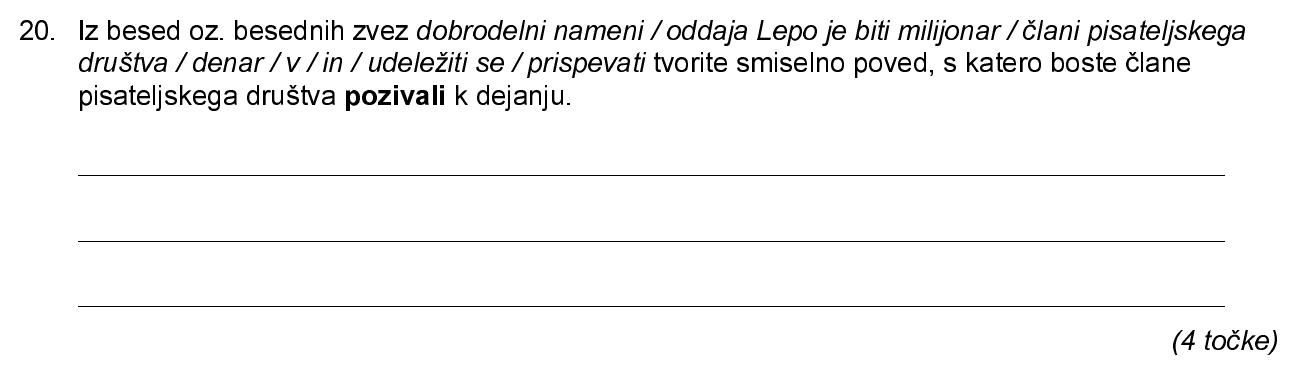 20. Iz besed oz. besednih zvez dobrodelni nameni / oddaja Lepo je biti milijonar / člani pisateljskega
društva / denar / v / in / udeležiti se / prispevati tvorite smiselno poved, s katero boste člane
pisateljskega društva pozivali k dejanju.
(4 točke)